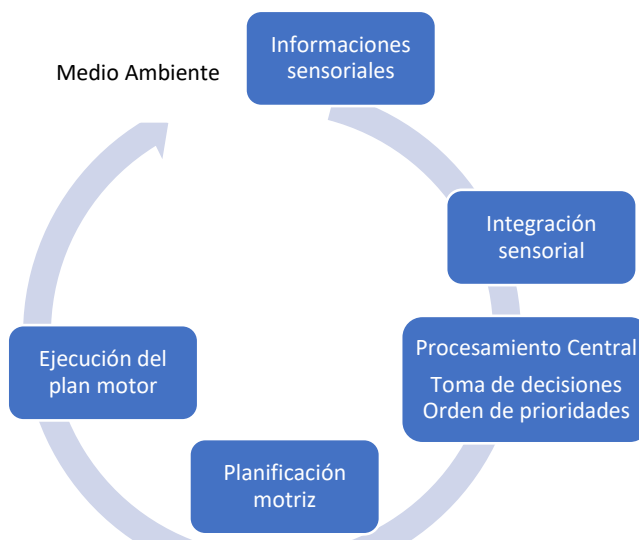 Medio Ambiente
Informaciones
sensoriales
Integración
sensorial
Procesamiento Central
Toma de decisiones
Orden de prioridades
Planificación
motriz
Ejecución del
plan motor